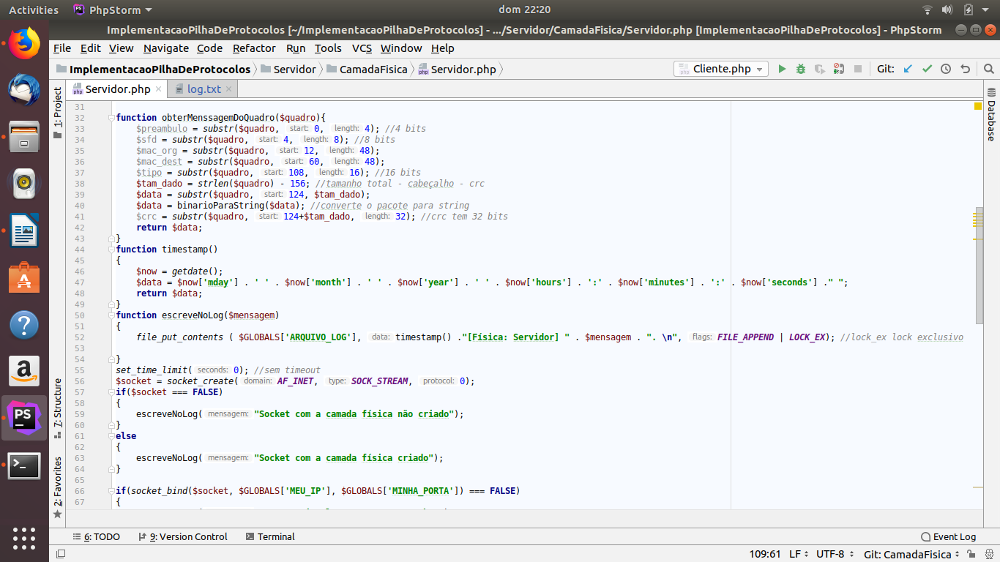 Activities PhpStorm dom 22:20
ImplementacaoPilhaDeProtocolos [~/ImplementacaoPilhaDeProtocolos] - .../Servidor/CamadaFisica/Servidor.php [ImplementacaoPilhaDeProtocolos] - PhpStorm
File Edit View Navigate Code Refactor Run Tools VCS Window Help
ImplementacaoPilhaDeProtocolos Servidor CamadaFisica Servidor.php Cliente.php Git:
Servidor.php log.txt
1: Project
7: Structure
2: Favorites
Database
31
32 function obterMenssagemDoQuadro($quadro){
33 $preambulo = substr($quadro, start: 0, length: 4); //4 bits
34 $sfd = substr($quadro, start: 4, length: 8); //8 bits
35 $mac_org = substr($quadro, start: 12, length: 48);
36 $mac_dest = substr($quadro, start: 60, length: 48);
37 $tipo = substr($quadro, start: 108, length: 16); //16 bits
38 $tam_dado = strlen($quadro) - 156; //tamanho total - cabeçalho - crc
39 $data = substr($quadro, start: 124, $tam_dado);
40 $data = binarioParaString($data); //converte o pacote para string
41 $crc = substr($quadro, start: 124+$tam_dado, length: 32); //crc tem 32 bits
42 return $data;
43 }
44 function timestamp()
45 {
46 $now = getdate();
47 $data = $now['mday'] . ' ' . $now['month'] . ' ' . $now['year'] . ' ' . $now['hours'] . ':' . $now['minutes'] . ':' . $now['seconds'] ." ";
48 return $data;
49 }
50 function escreveNoLog($mensagem)
51 {
52 file_put_contents ( $GLOBALS['ARQUIVO_LOG'], data: timestamp() ."[Física: Servidor] " . $mensagem . ". \n", flags: FILE_APPEND | LOCK_EX); //lock_ex lock exclusivo
53
54 }
55 set_time_limit( seconds: 0); //sem timeout
56 $socket = socket_create( domain: AF_INET, type: SOCK_STREAM, protocol: 0);
57 if($socket === FALSE)
58 {
59 escreveNoLog( mensagem: "Socket com a camada física não criado");
60 }
61 else
62 {
63 escreveNoLog( mensagem: "Socket com a camada física criado");
64 }
65
66 if(socket_bind($socket, $GLOBALS['MEU_IP'], $GLOBALS['MINHA_PORTA']) === FALSE)
67 {
6: TODO 9: Version Control Terminal Event Log
109:61 LF UTF-8 Git: CamadaFisica